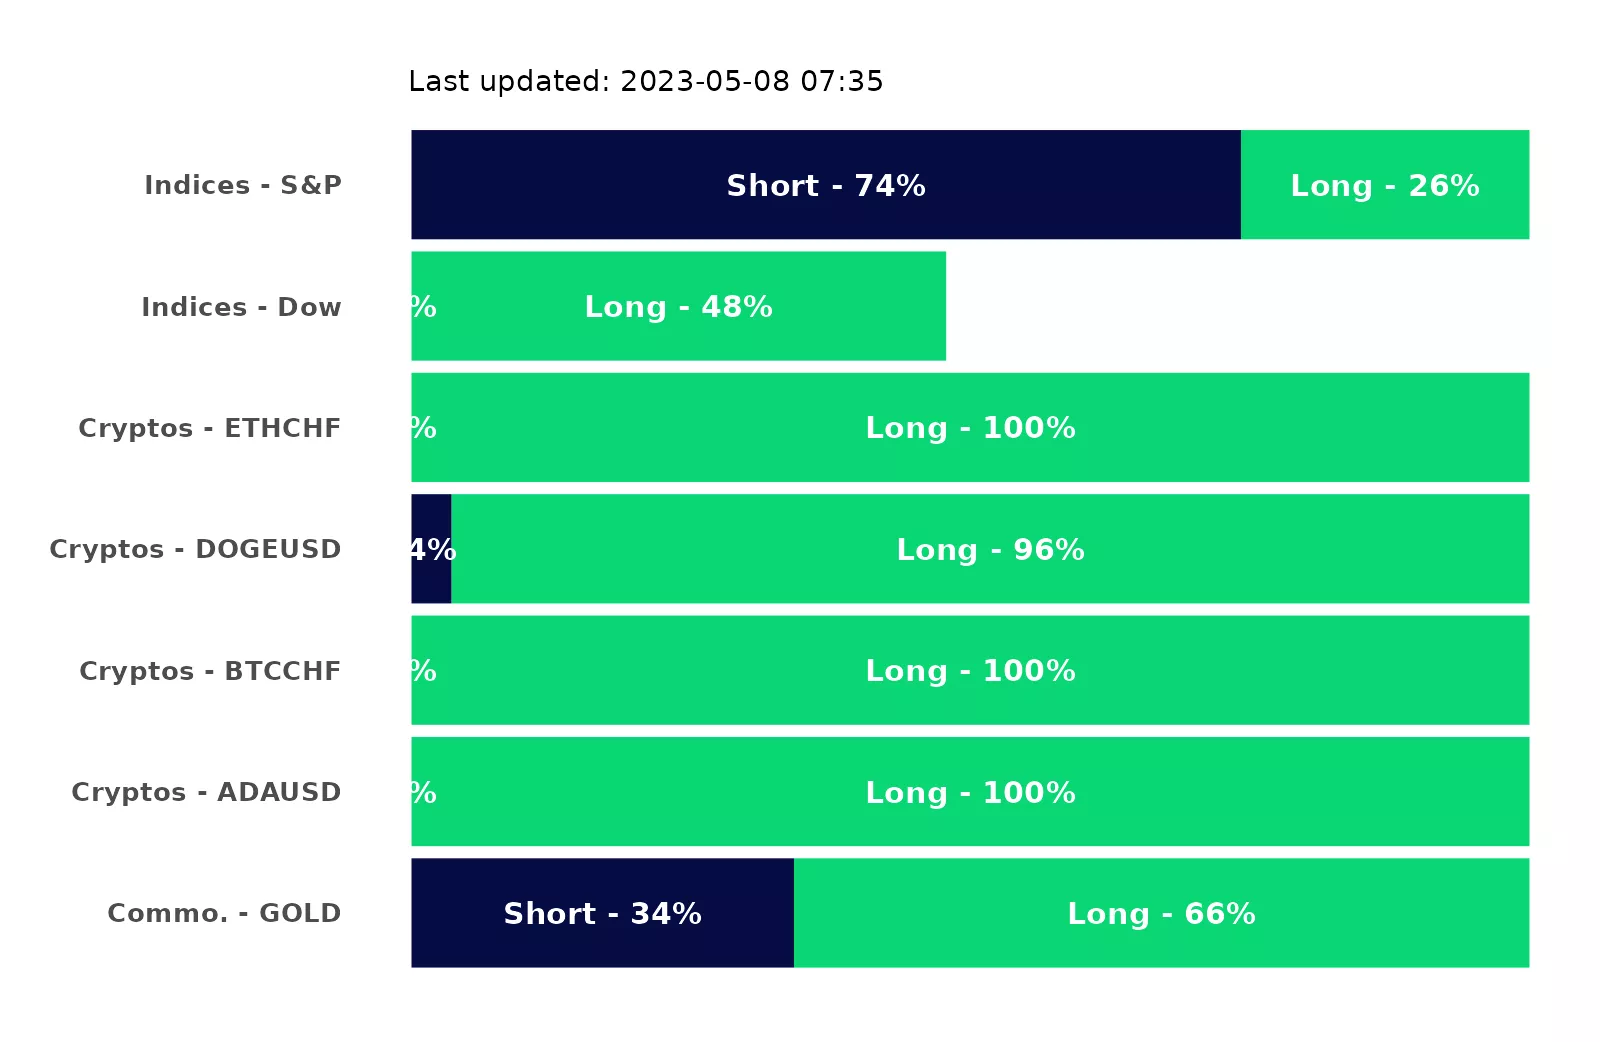 Last updated: 2023-05-08 07:35
Indices - S&P Short - 74% Long - 26%
Indices - Dow % Long - 48%
Cryptos - ETHCHF % Long - 100%
Cryptos - DOGEUSD 4% Long - 96%
Cryptos - BTCCHF % Long - 100%
Cryptos - ADAUSD % Long - 100%
Commo. - GOLD Short - 34% Long - 66%